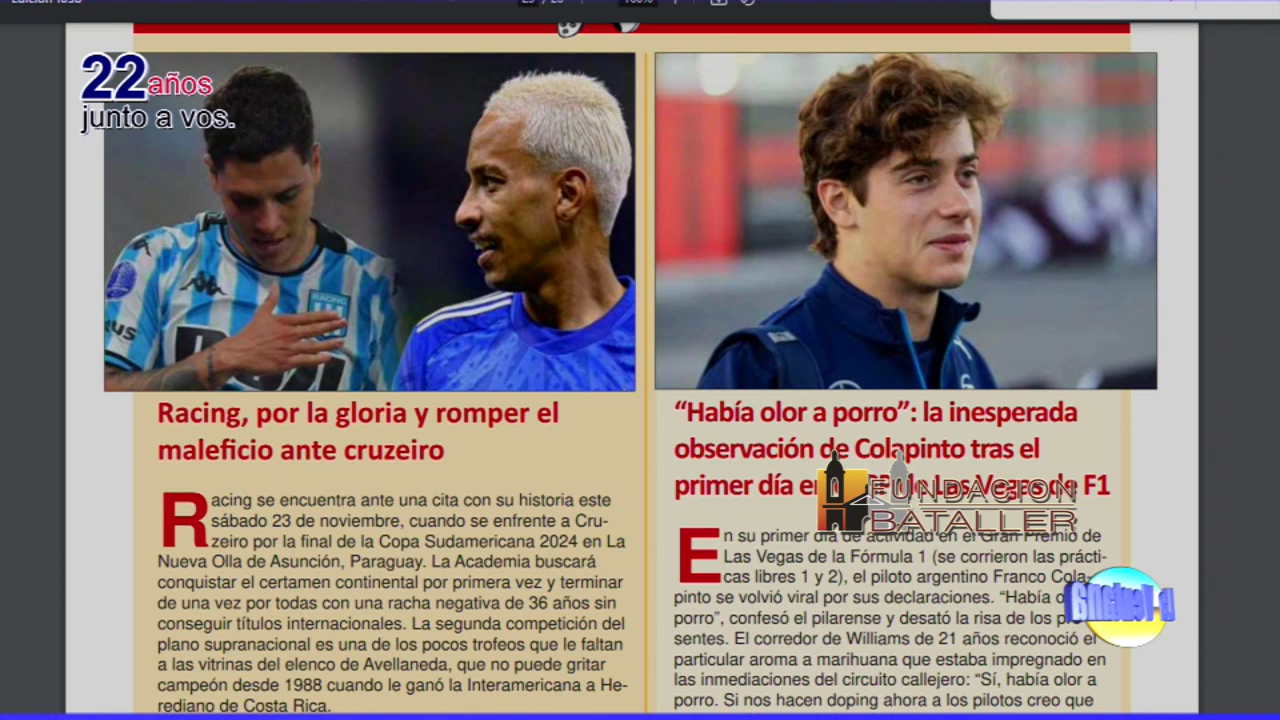 22años
junto a vos.
RACING
Racing, por la gloria y romper el
maleficio ante cruzeiro
Racing se encuentra ante una cita con su historia este
sábado 23 de noviembre, cuando se enfrente a Cru-
zeiro por la final de la Copa Sudamericana 2024 en La
Nueva Olla de Asunción, Paraguay. La Academia buscará
conquistar el certamen continental por primera vez y terminar
de una vez por todas con una racha negativa de 36 años sin
conseguir títulos internacionales. La segunda competición del
plano supranacional es una de los pocos trofeos que le faltan
a las vitrinas del elenco de Avellaneda, que no puede gritar
campeón desde 1988 cuando le ganó la Interamericana a He-
rediano de Costa Rica.
“Había olor a porro”: la inesperada
observación de Colapinto tras el
primer día en de Las Vegas de F1
FUNDACION
BATALLER
En su primer día de actividad en el Gran Premio de
Las Vegas de la Fórmula 1 (se corrieron las prácti-
cas libres 1 y 2), el piloto argentino Franco Cola-
pinto se volvió viral por sus declaraciones. “Había
porro”, confesó el pilarense y desató la risa de los
sentes. El corredor de Williams de 21 años reconoció el
particular aroma a marihuana que estaba impregnado en
las inmediaciones del circuito callejero: “Sí, había olor a
porro. Si nos hacen doping ahora a los pilotos creo que